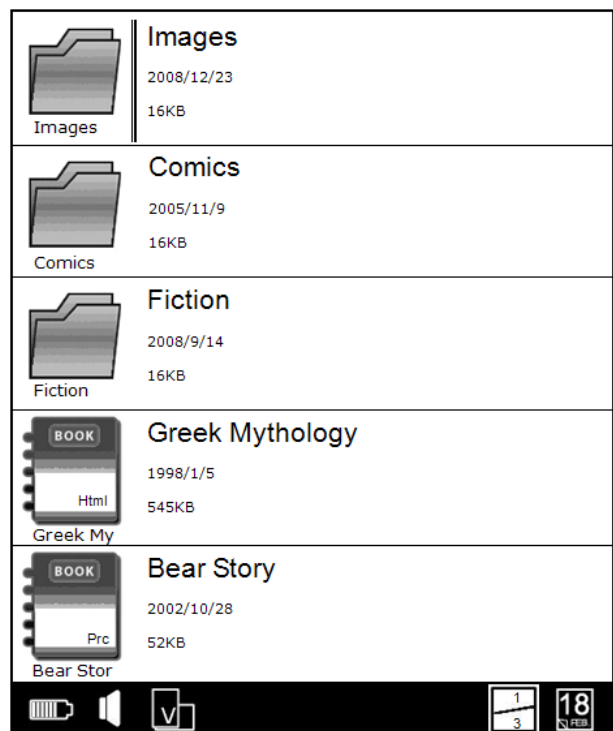 Images
2008/12/23
16KB
Images
Comics
2005/11/9
16KB
Comics
Fiction
2008/9/14
16KB
Fiction
BOOK
Greek Mythology
1998/1/5
Html
545KB
Greek My
BOOK
Bear Story
2002/10/28
Prc
52KB
Bear Stor
V
1
3
18
FEB.